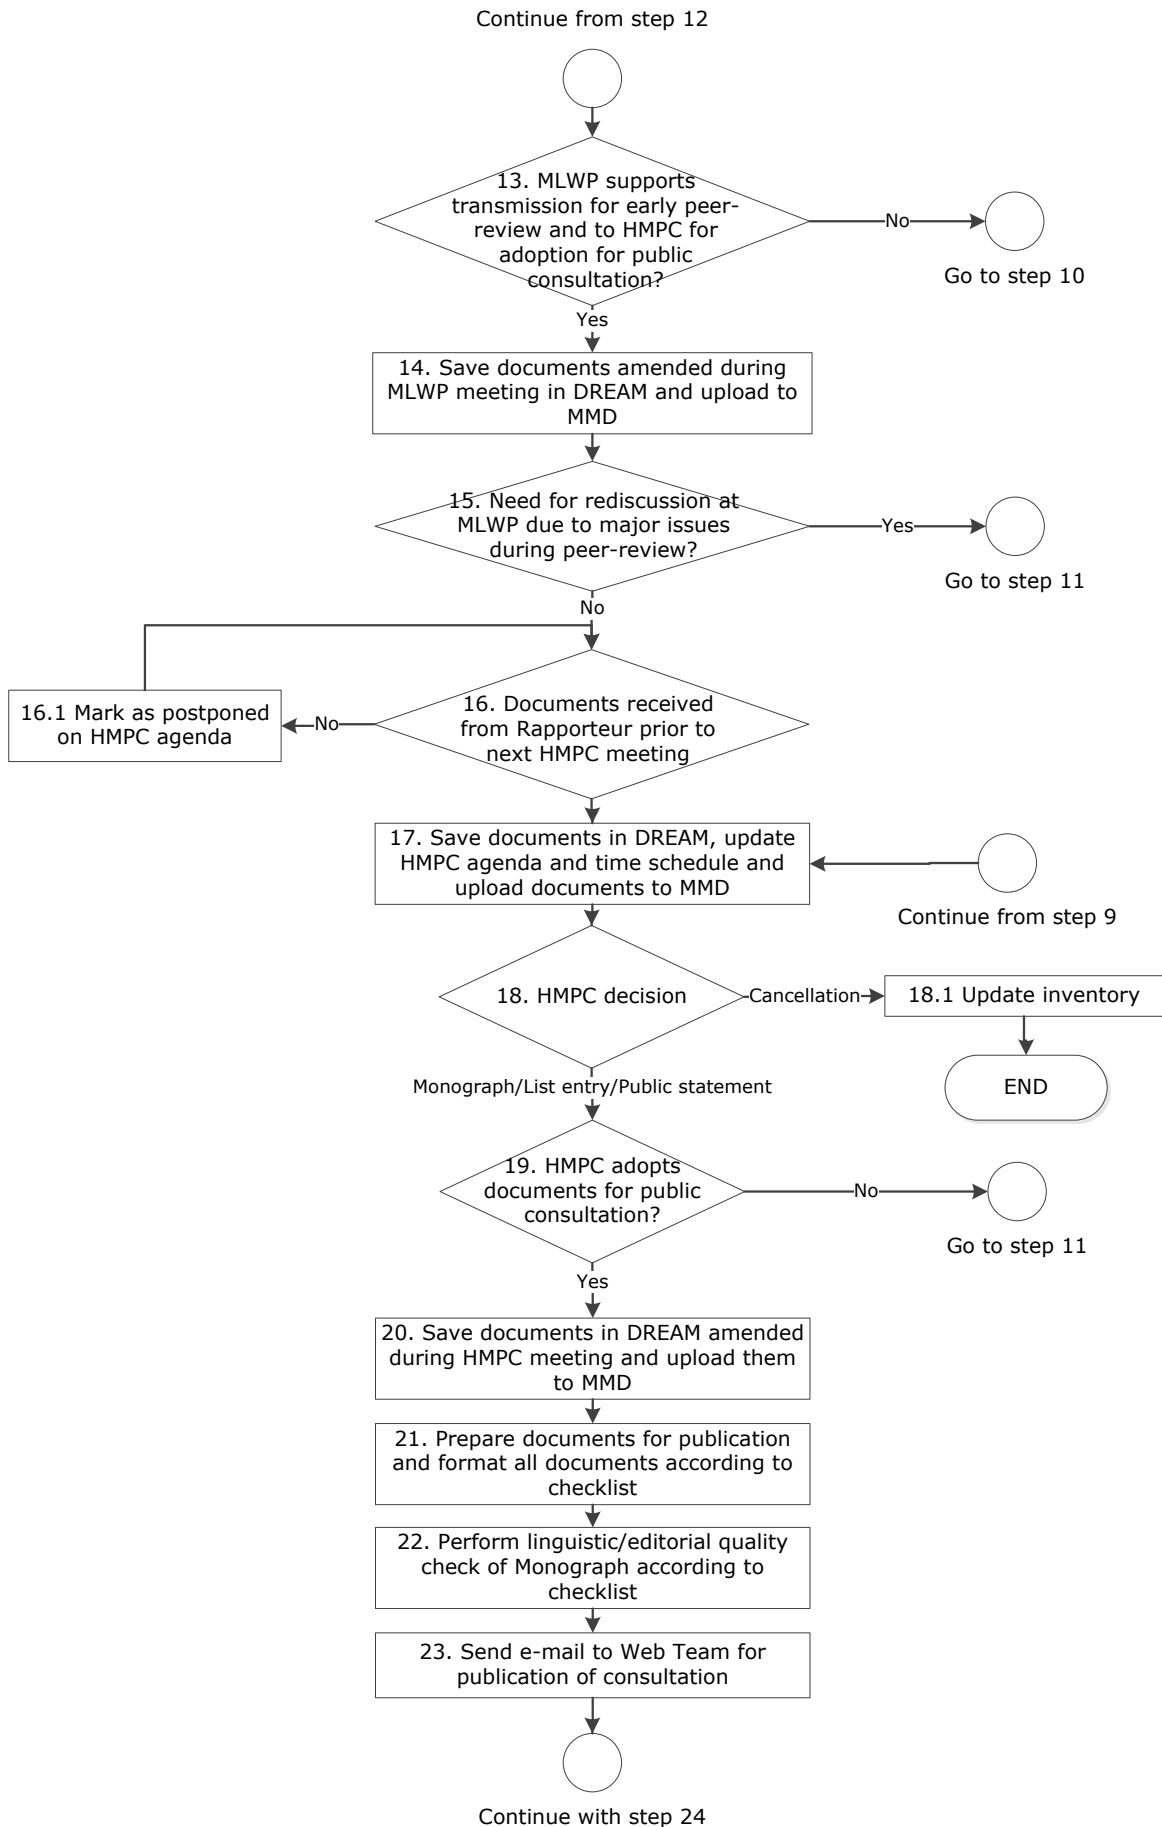 Continue from step 12
13. MLWP supports
transmission for early peer-
review and to HMPC for
adoption for public
consultation?
No
Go to step 10
Yes
14. Save documents amended during
MLWP meeting in DREAM and upload to
MMD
15. Need for rediscussion at
MLWP due to major issues
during peer-review?
Yes
Go to step 11
No
16. Documents received
from Rapporteur prior to
next HMPC meeting
No
16.1 Mark as postponed
on HMPC agenda
17. Save documents in DREAM, update
HMPC agenda and time schedule and
upload documents to MMD
Continue from step 9
18. HMPC decision
Cancellation
18.1 Update inventory
END
Monograph/List entry/Public statement
19. HMPC adopts
documents for public
consultation?
No
Go to step 11
Yes
20. Save documents in DREAM amended
during HMPC meeting and upload them
to MMD
21. Prepare documents for publication
and format all documents according to
checklist
22. Perform linguistic/editorial quality
check of Monograph according to
checklist
23. Send e-mail to Web Team for
publication of consultation
Continue with step 24